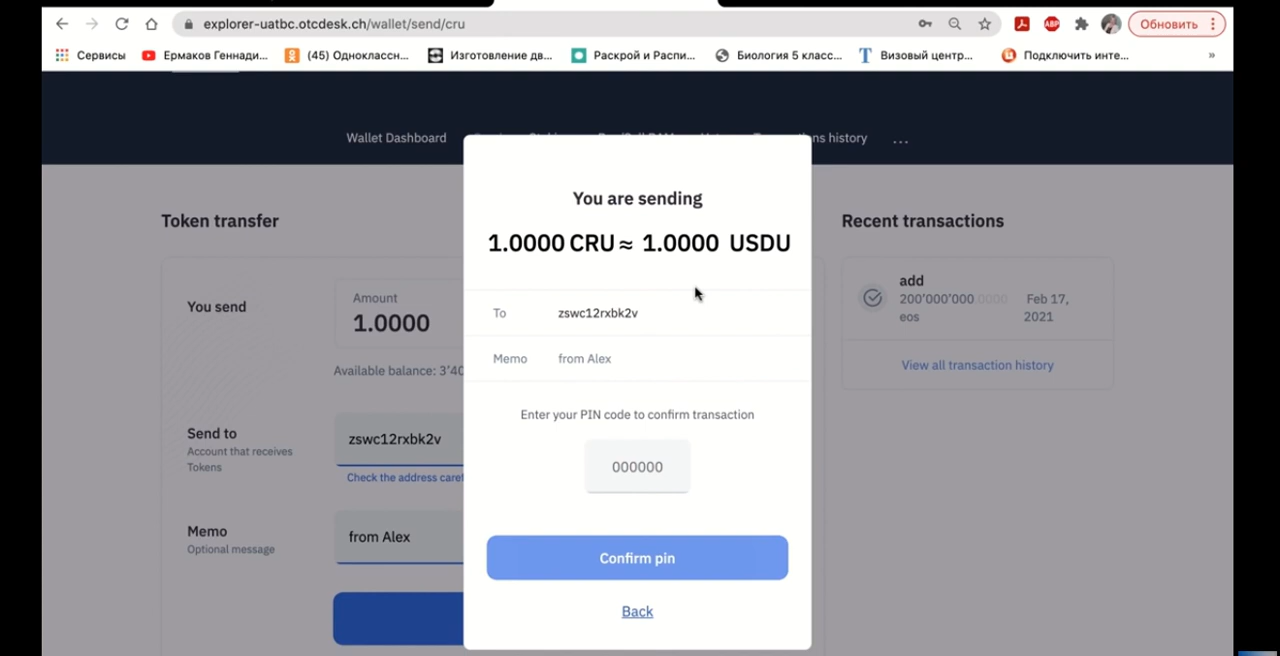 explorer-uatbc.otcdesk.ch/wallet/send/cru
ABP
Обновить
Сервисы
Ермаков Геннади...
(45) Одноклассн...
Изготовление дв...
Раскрой и Распи...
Биология 5 класс...
Визовый центр...
Подключить инте...
»
Wallet Dashboard
history
...
Token transfer
You send
Amount
1.0000
Available balance: 3'40
Send to
Account that receives
Tokens
zswc12rxbk2v
Check the address caref
Memo
Optional message
from Alex
You are sending
1.0000 CRU ≈ 1.0000 USDU
To zswc12rxbk2v
Memo from Alex
Enter your PIN code to confirm transaction
000000
Confirm pin
Back
Recent transactions
add
200'000'000.0000 Feb 17,
eos 2021
View all transaction history